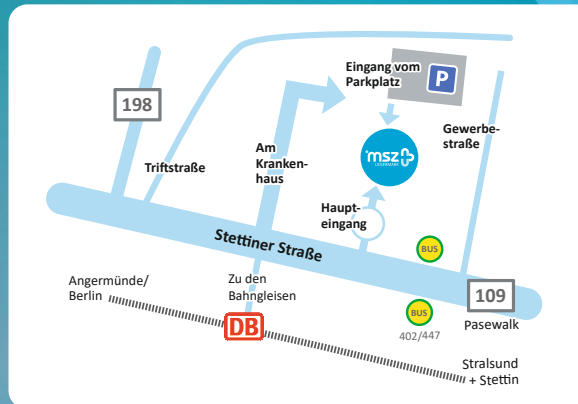 Eingang vom
Parkplatz
P
198
Gewerbe-
straße
Am
Kranken-
haus
msz
UCKERMARK
Triftstraße
Haupt-
eingang
Stettiner Straße
BUS
Angermünde/
Berlin
Zu den
Bahngleisen
109
BUS
DB
Pasewalk
402/447
Stralsund
+ Stettin